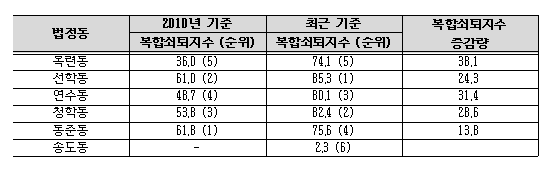 법정동 2010년 기준 최근 기준 복합쇠퇴지수 증감량
복합쇠퇴지수 (순위) 복합쇠퇴지수 (순위)
옥련동 36.0 (5) 74.1 (5) 38.1
선학동 61.0 (2) 85.3 (1) 24.3
연수동 48.7 (4) 80.1 (3) 31.4
청학동 53.8 (3) 82.4 (2) 28.6
동춘동 61.8 (1) 75.6 (4) 13.8
송도동 - 2.3 (6)